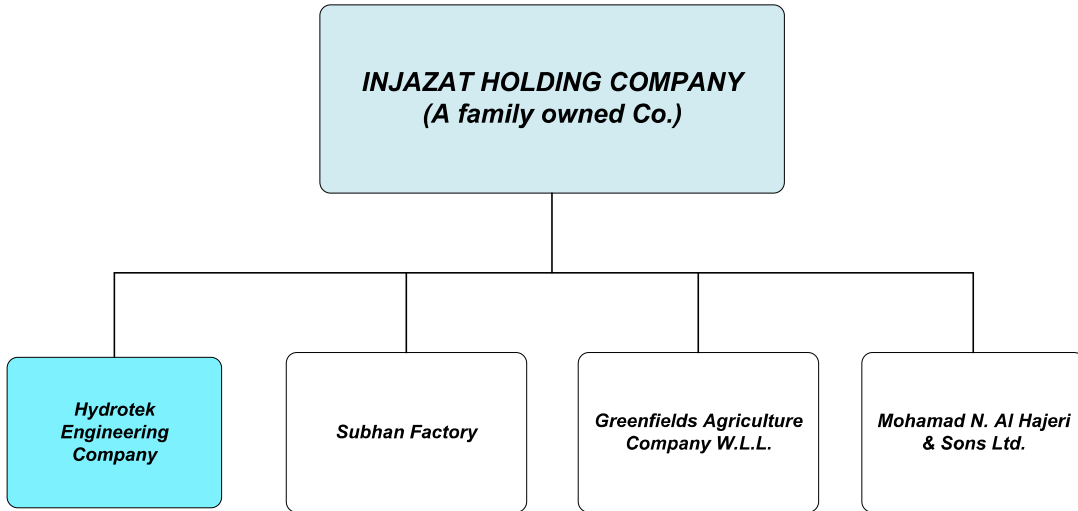 INJAZAT HOLDING COMPANY
(A family owned Co.)
Hydrotek
Engineering
Company
Subhan Factory
Greenfields Agriculture
Company W.L.L.
Mohamad N. Al Hajeri
& Sons Ltd.